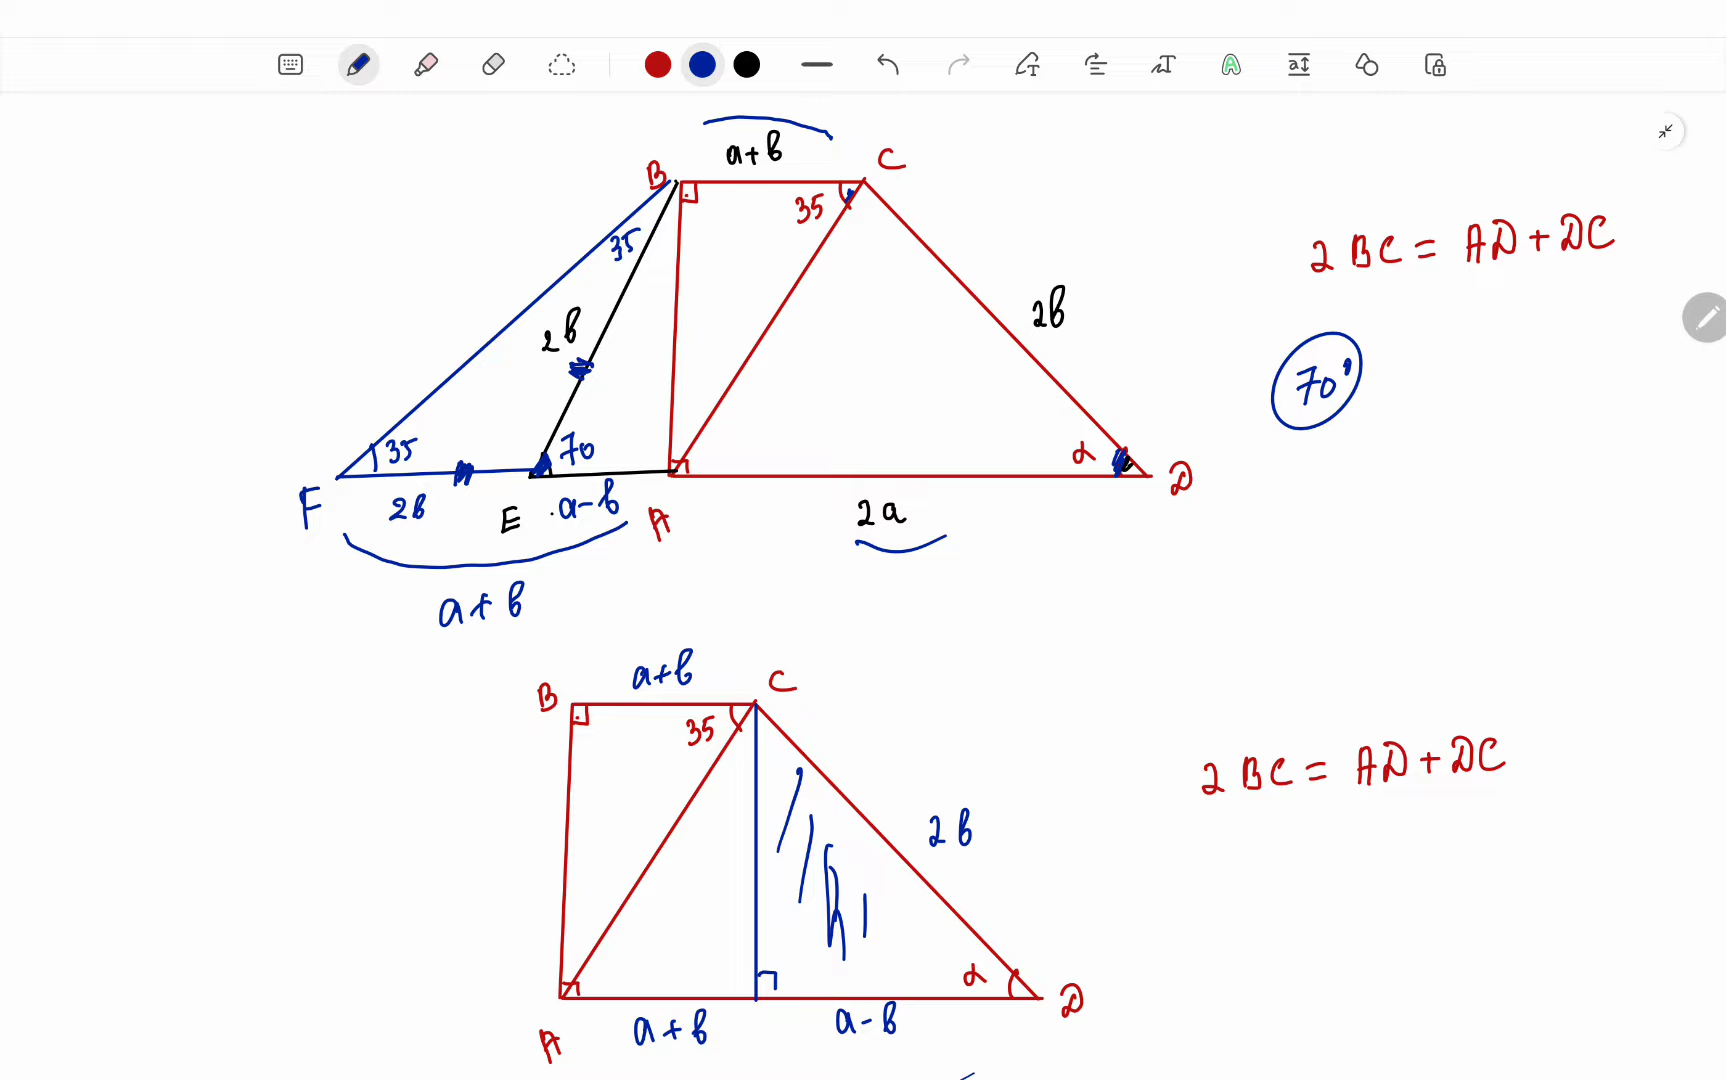 a+b
B
C
35
35
2BC = AD + DC
2b
2b
70°
35
70
α
F
2b
E
a-b
A
2a
D
a+b
a+b
B
C
35
2BC = AD + DC
2b
α
D
A
a+b
a-b